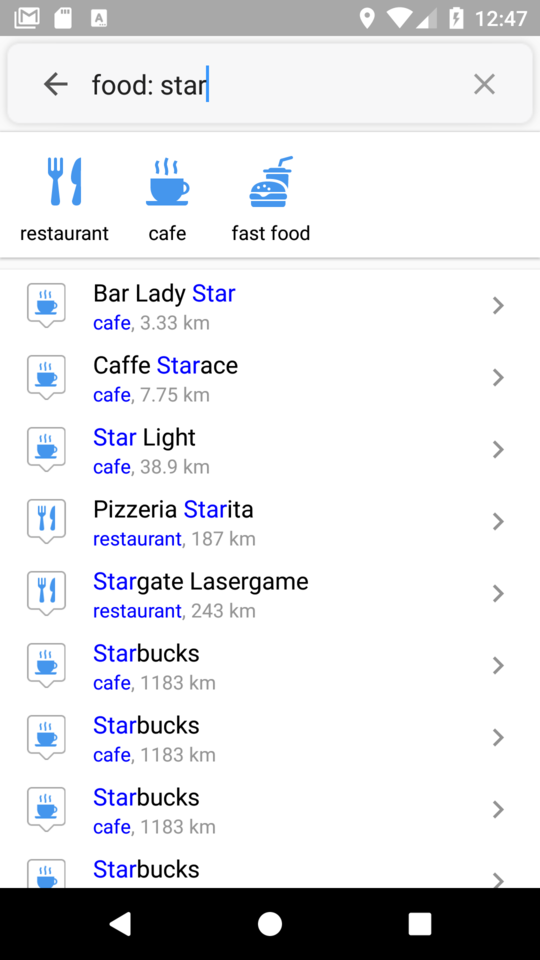 12:47
food: star
restaurant
cafe
fast food
Bar Lady Star
cafe, 3.33 km
Caffe Starace
cafe, 7.75 km
Star Light
cafe, 38.9 km
Pizzeria Starita
restaurant, 187 km
Stargate Lasergame
restaurant, 243 km
Starbucks
cafe, 1183 km
Starbucks
cafe, 1183 km
Starbucks
cafe, 1183 km
Starbucks